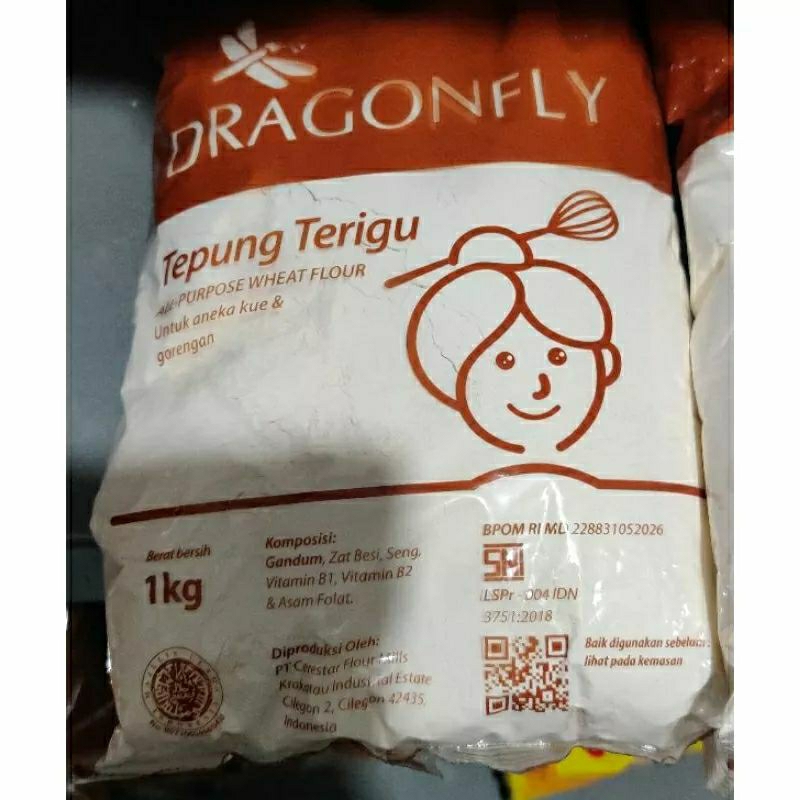 DRAGONFLY
Tepung Terigu
ALL-PURPOSE WHEAT FLOUR
Untuk aneka kue &
gorengan
Berat bersih
1kg
Komposisi:
Gandum, Zat Besi, Seng,
Vitamin B1, Vitamin B2
& Asam Folat.
Diproduksi Oleh:
PT Cerestar Flour Mills
Krakatau Industrial Estate
Cilegon 2, Cilegon 42435,
Indonesia
BPOM RI MD 228831052026
SNI
LSPr - 004 IDN
3751:2018
Baik digunakan sebelum:
lihat pada kemasan